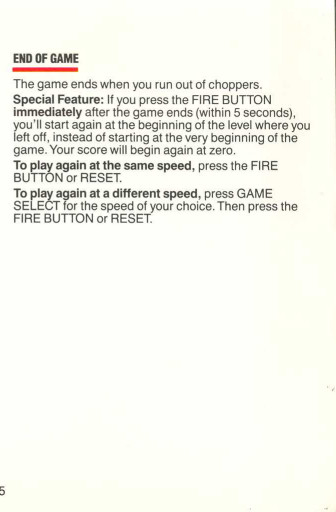 END OF GAME
The game ends when you run out of choppers.
Special Feature: If you press the FIRE BUTTON
immediately after the game ends (within 5 seconds),
you'll start again at the beginning of the level where you
left off, instead of starting at the very beginning of the
game. Your score will begin again at zero.
To play again at the same speed, press the FIRE
BUTTON or RESET.
To play again at a different speed, press GAME
SELECT for the speed of your choice. Then press the
FIRE BUTTON or RESET.
5